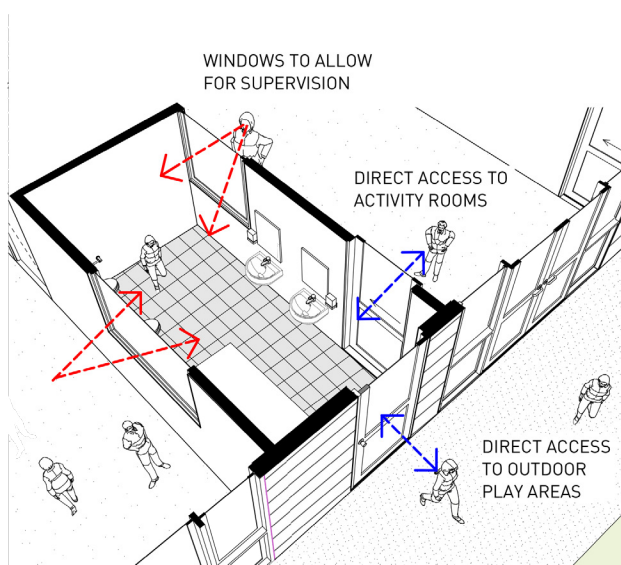 WINDOWS TO ALLOW
FOR SUPERVISION
DIRECT ACCESS TO
ACTIVITY ROOMS
DIRECT ACCESS
TO OUTDOOR
PLAY AREAS